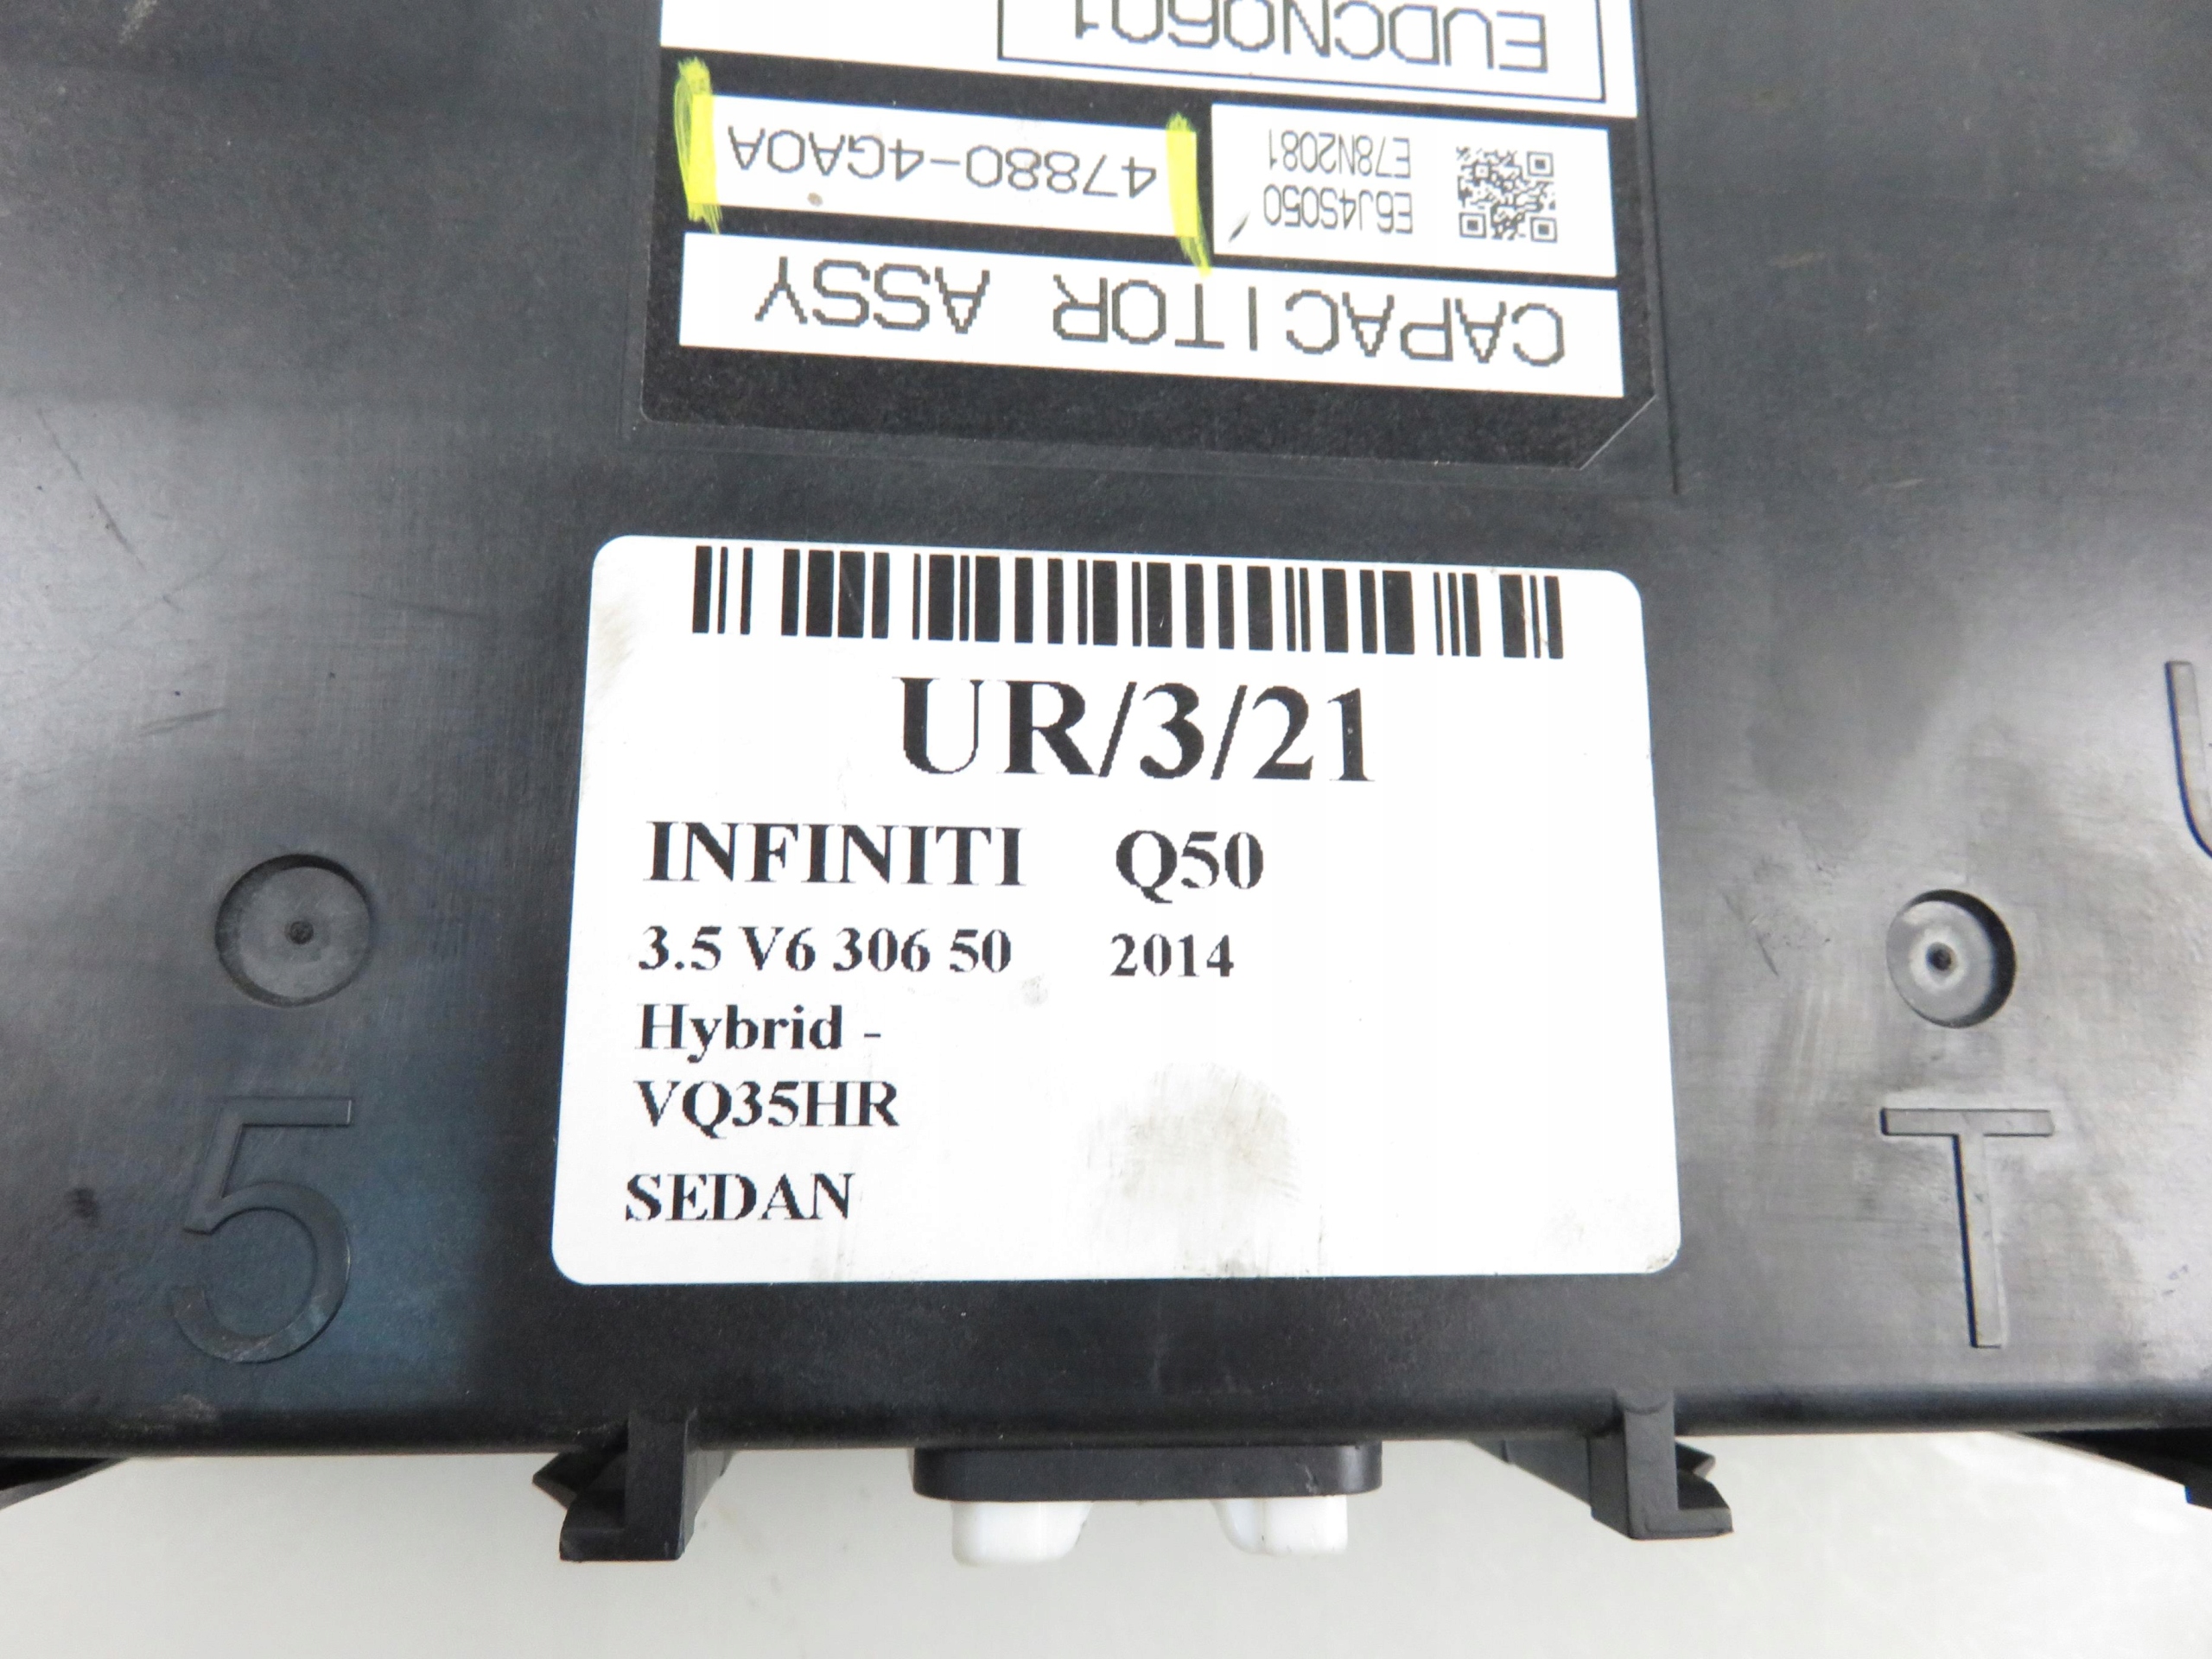 EUDCN0601
47880-4GA0A
E78N2081
E6J4S050
CAPACITOR ASSY
UR/3/21
INFINITI Q50
3.5 V6 306 50 2014
Hybrid -
VQ35HR
SEDAN
5
T